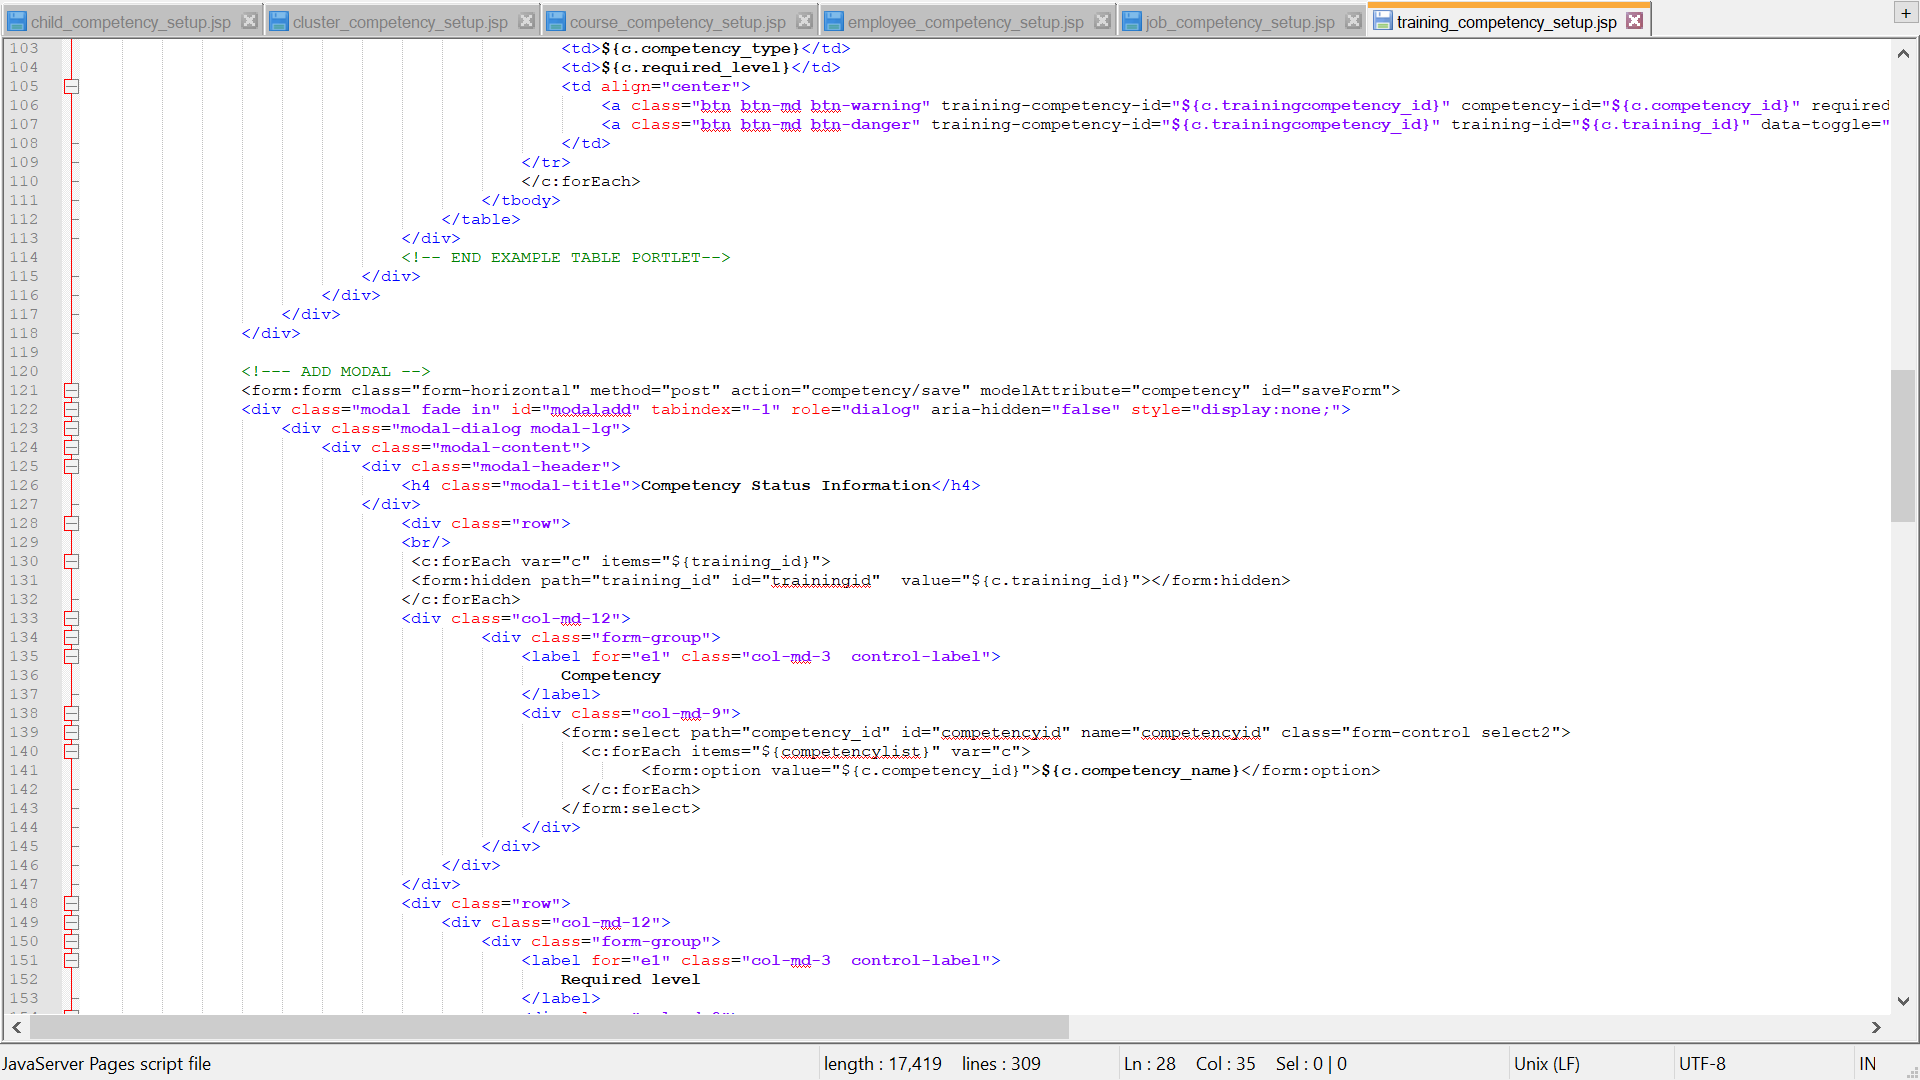 child_competency_setup.jsp cluster_competency_setup.jsp course_competency_setup.jsp employee_competency_setup.jsp job_competency_setup.jsp training_competency_setup.jsp +
103 <td>${c.competency_type}</td>
104 <td>${c.required_level}</td>
105 <td align="center">
106 <a class="btn btn-md btn-warning" training-competency-id="${c.trainingcompetency_id}" competency-id="${c.competency_id}" required
107 <a class="btn btn-md btn-danger" training-competency-id="${c.trainingcompetency_id}" training-id="${c.training_id}" data-toggle="
108 </td>
109 </tr>
110 </c:forEach>
111 </tbody>
112 </table>
113 </div>
114 <!-- END EXAMPLE TABLE PORTLET-->
115 </div>
116 </div>
117 </div>
118 </div>
119
120 <!--- ADD MODAL -->
121 <form:form class="form-horizontal" method="post" action="competency/save" modelAttribute="competency" id="saveForm">
122 <div class="modal fade in" id="modaladd" tabindex="-1" role="dialog" aria-hidden="false" style="display:none;">
123 <div class="modal-dialog modal-lg">
124 <div class="modal-content">
125 <div class="modal-header">
126 <h4 class="modal-title">Competency Status Information</h4>
127 </div>
128 <div class="row">
129 <br/>
130 <c:forEach var="c" items="${training_id}">
131 <form:hidden path="training_id" id="trainingid"  value="${c.training_id}"></form:hidden>
132 </c:forEach>
133 <div class="col-md-12">
134 <div class="form-group">
135 <label for="e1" class="col-md-3  control-label">
136 Competency
137 </label>
138 <div class="col-md-9">
139 <form:select path="competency_id" id="competencyid" name="competencyid" class="form-control select2">
140 <c:forEach items="${competencylist}" var="c">
141 <form:option value="${c.competency_id}">${c.competency_name}</form:option>
142 </c:forEach>
143 </form:select>
144 </div>
145 </div>
146 </div>
147 </div>
148 <div class="row">
149 <div class="col-md-12">
150 <div class="form-group">
151 <label for="e1" class="col-md-3  control-label">
152 Required level
153 </label>
JavaServer Pages script file length : 17,419 lines : 309 Ln : 28 Col : 35 Sel : 0 | 0 Unix (LF) UTF-8 IN